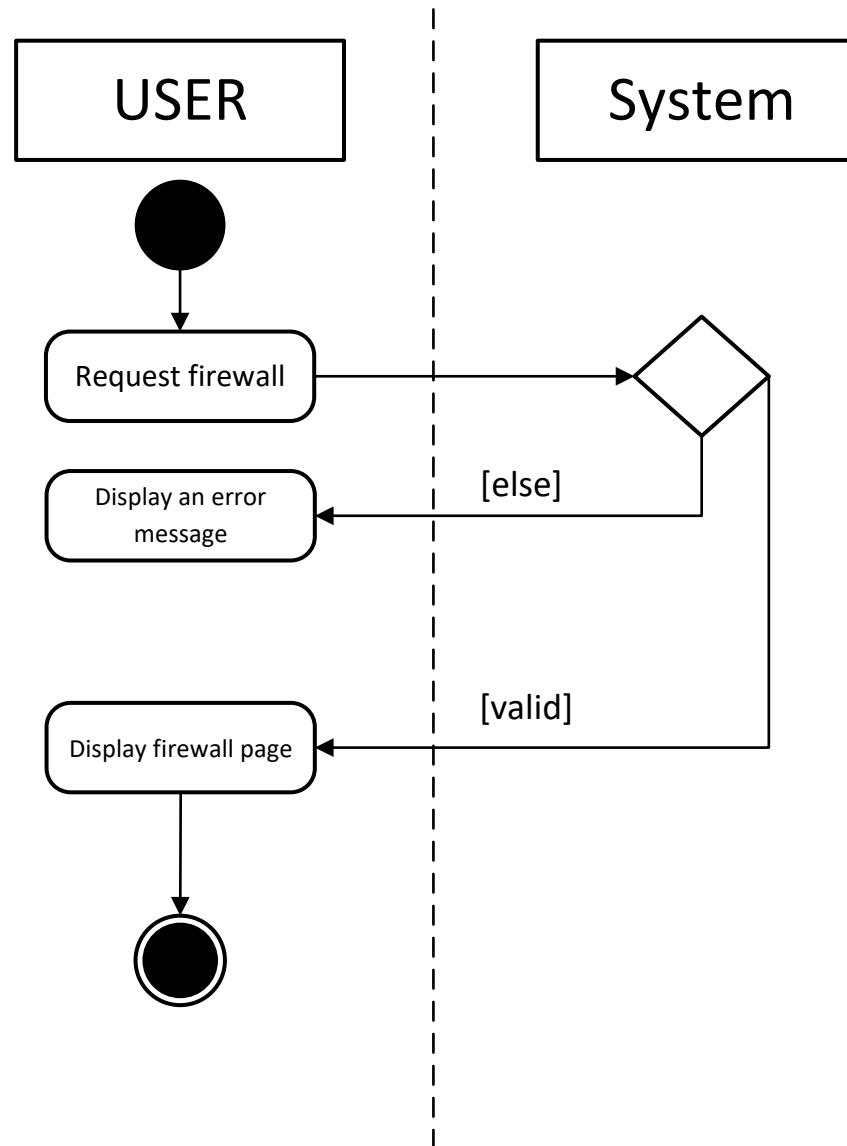 USER
System
Request firewall
[else]
Display an error
message
[valid]
Display firewall page